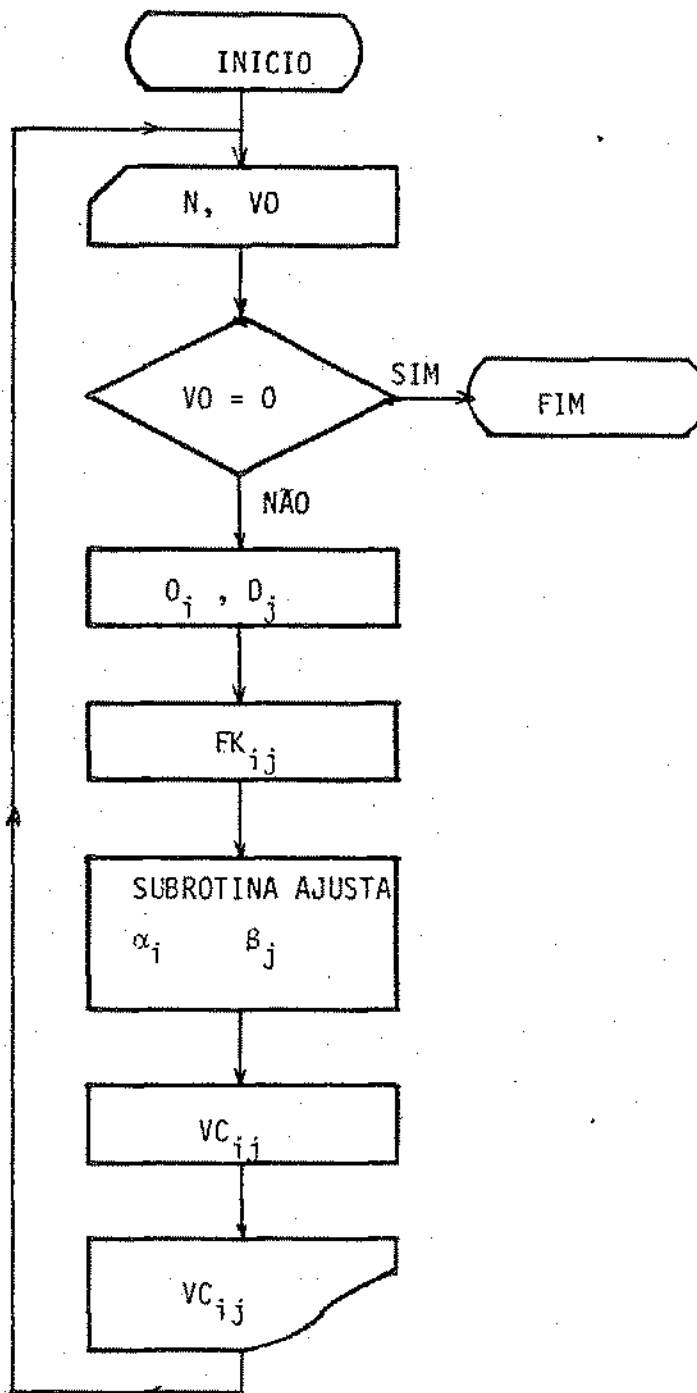 INICIO
N, VO
VO = 0
SIM
FIM
NÃO
O_i , D_j
FK_ij
SUBROTINA AJUSTA
α_i β_j
VC_ij
VC_ij